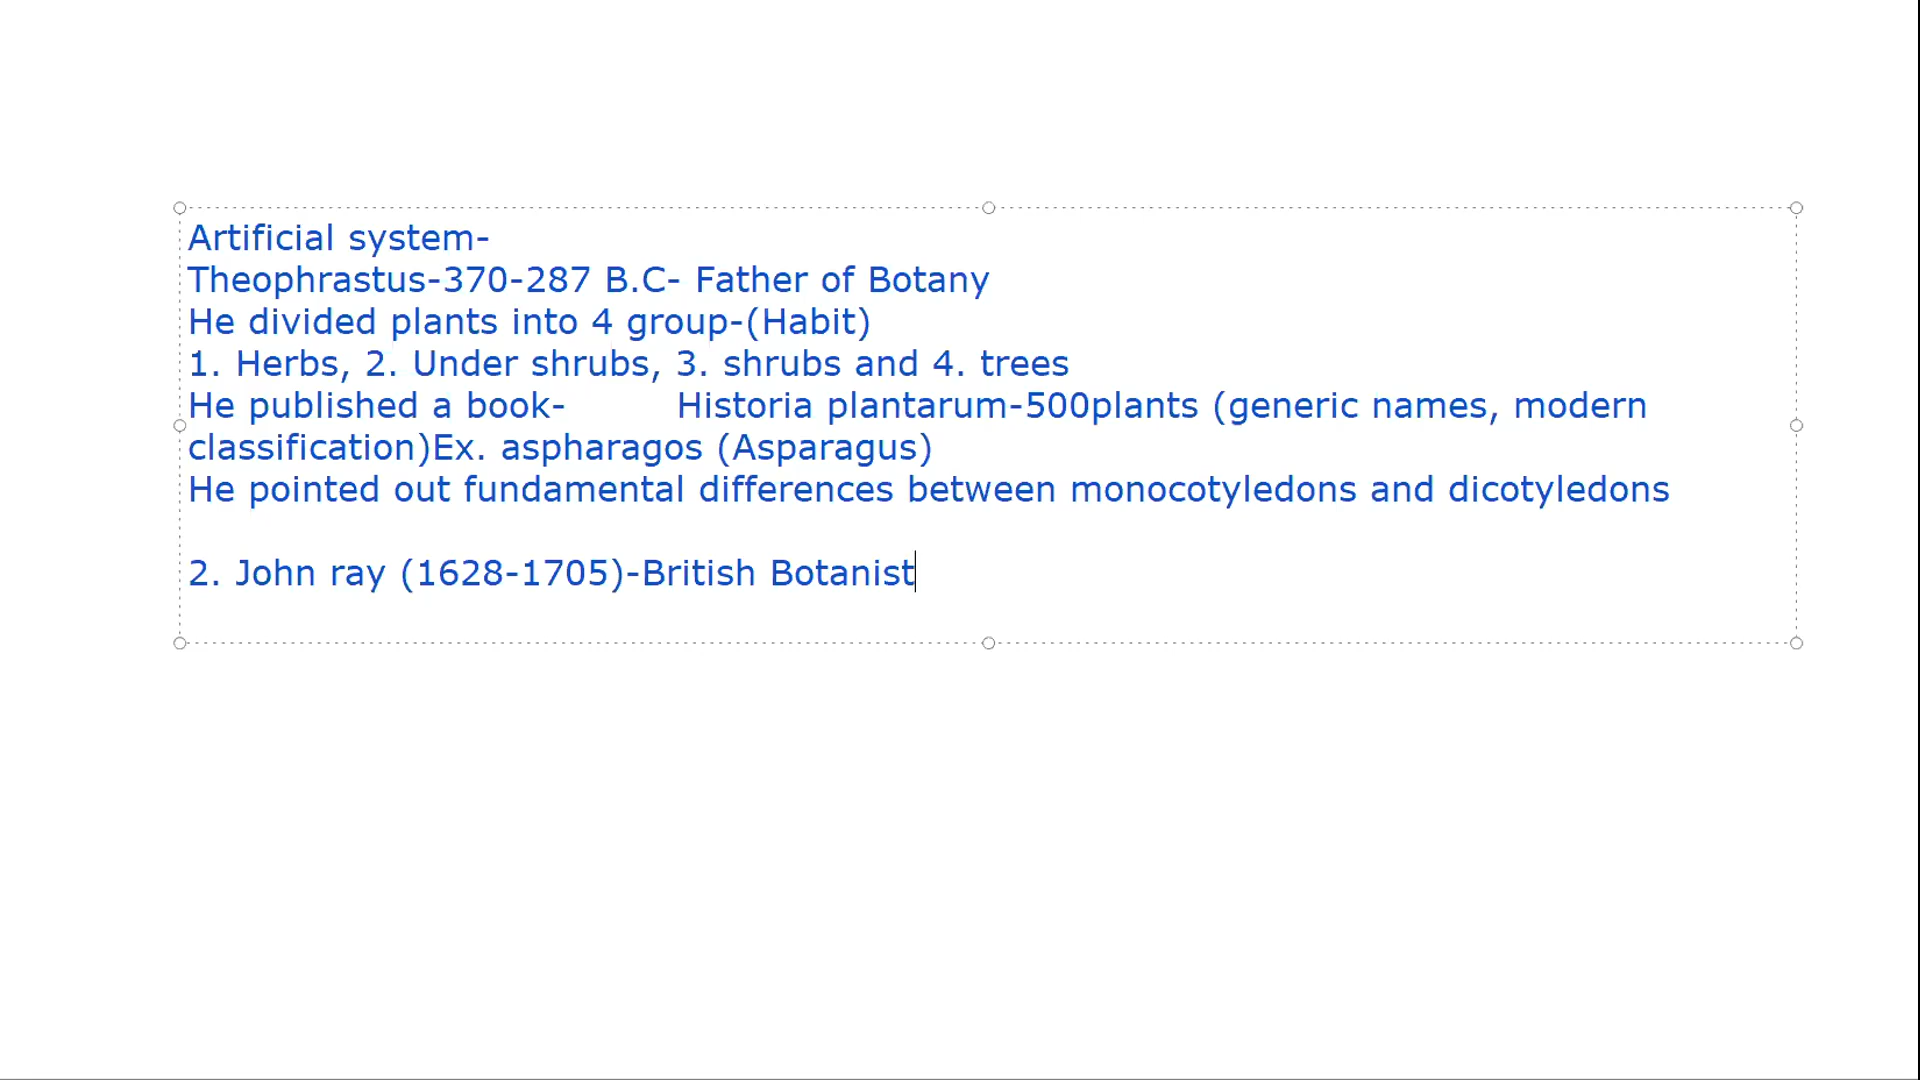 Artificial system-
Theophrastus-370-287 B.C- Father of Botany
He divided plants into 4 group-(Habit)
1. Herbs, 2. Under shrubs, 3. shrubs and 4. trees
He published a book- Historia plantarum-500plants (generic names, modern
classification)Ex. aspharagos (Asparagus)
He pointed out fundamental differences between monocotyledons and dicotyledons
2. John ray (1628-1705)-British Botanist